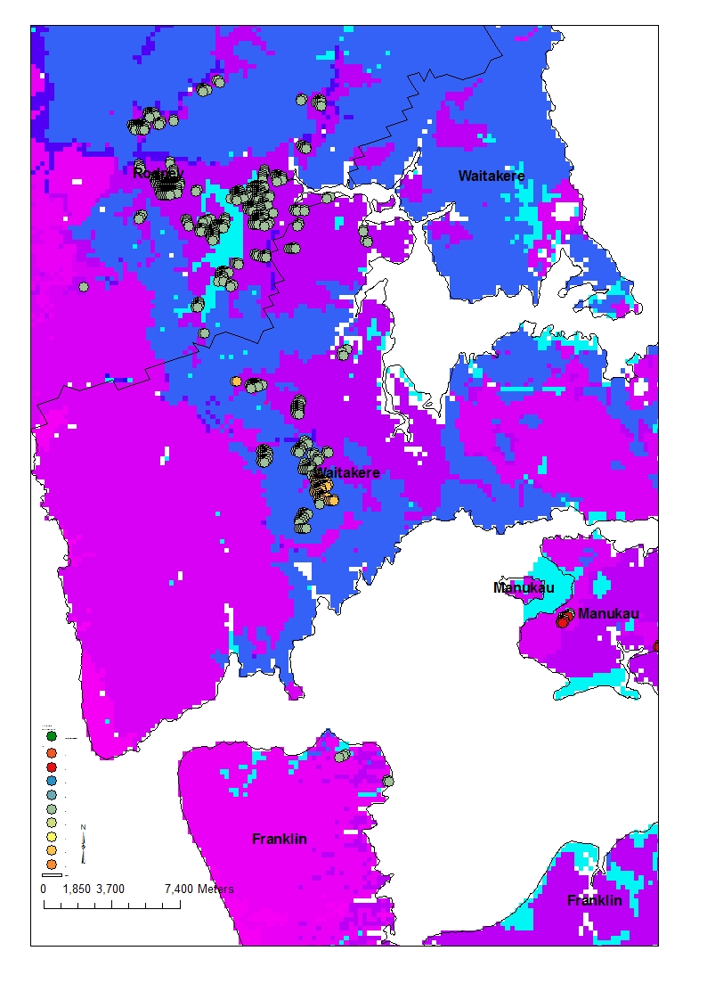 Rodney
Waitakere
Waitakere
Manukau
Manukau
Franklin
N
0 1,850 3,700 7,400 Meters
Franklin